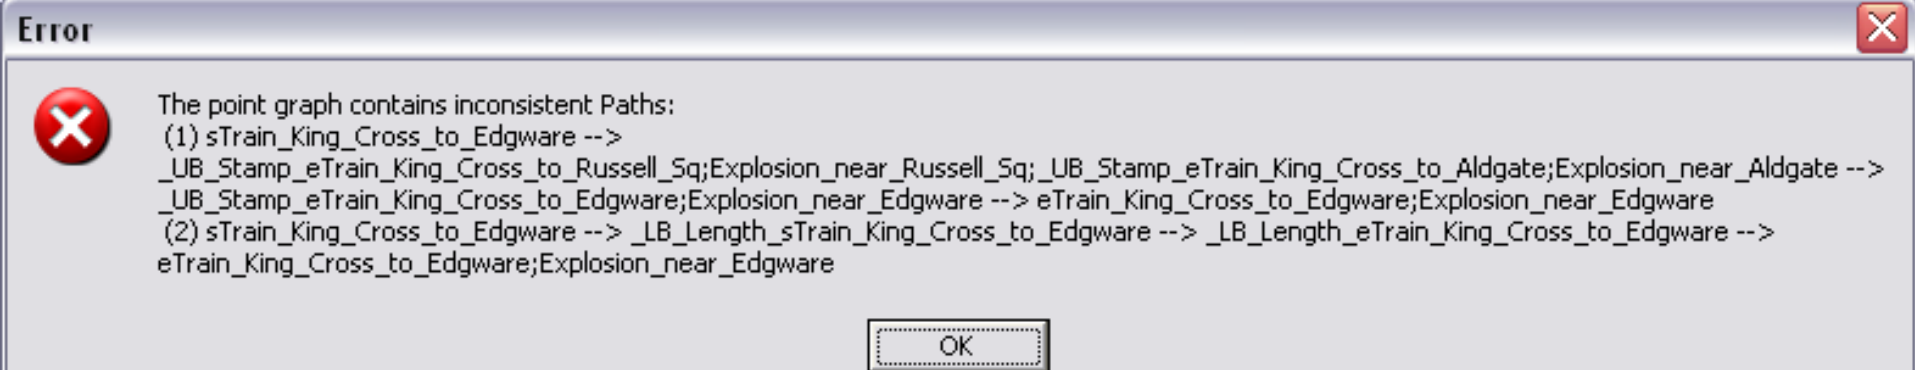 Error
The point graph contains inconsistent Paths:
(1) sTrain_King_Cross_to_Edgware -->
_UB_Stamp_eTrain_King_Cross_to_Russell_Sq;Explosion_near_Russell_Sq;_UB_Stamp_eTrain_King_Cross_to_Aldgate;Explosion_near_Aldgate -->
_UB_Stamp_eTrain_King_Cross_to_Edgware;Explosion_near_Edgware --> eTrain_King_Cross_to_Edgware;Explosion_near_Edgware
(2) sTrain_King_Cross_to_Edgware --> _LB_Length_sTrain_King_Cross_to_Edgware --> _LB_Length_eTrain_King_Cross_to_Edgware -->
eTrain_King_Cross_to_Edgware;Explosion_near_Edgware
OK